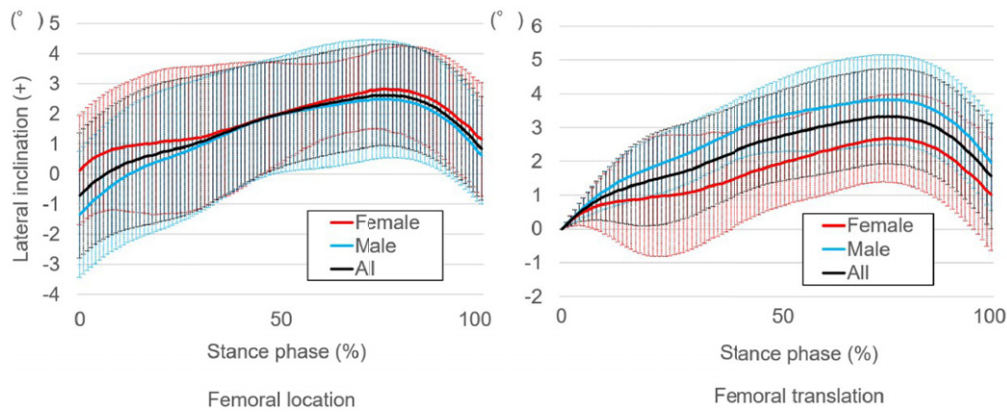 (°)
5
4
3
2
1
0
-1
-2
-3
-4
Lateral inclination (+)
Female
Male
All
0
50
100
Stance phase (%)
Femoral location
(°)
6
5
4
3
2
1
0
-1
-2
Female
Male
All
0
50
100
Stance phase (%)
Femoral translation